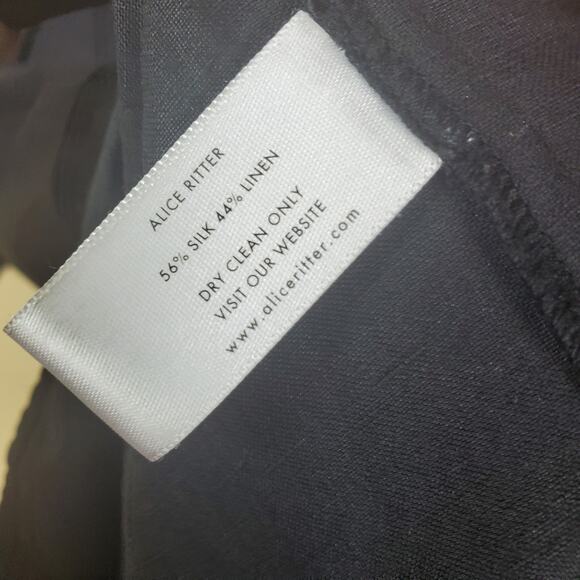 ALICE RITTER
56% SILK 44% LINEN
DRY CLEAN ONLY
VISIT OUR WEBSITE
www.aliceritter.com